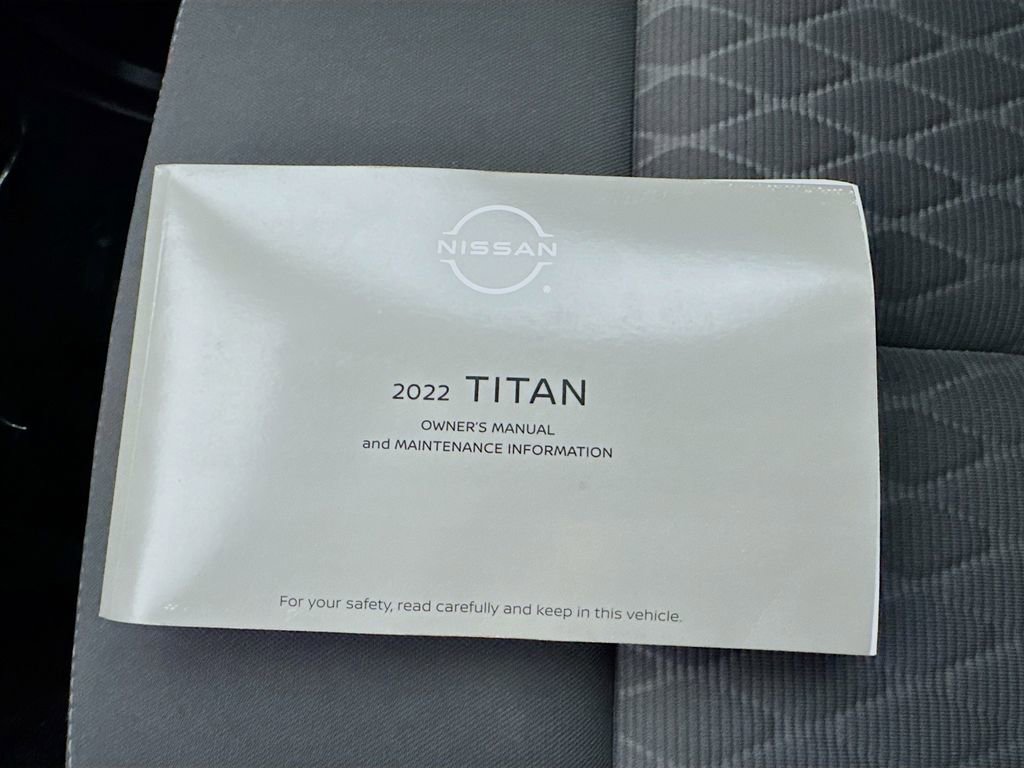 NISSAN
2022 TITAN
OWNER'S MANUAL
and MAINTENANCE INFORMATION
For your safety, read carefully and keep in this vehicle.